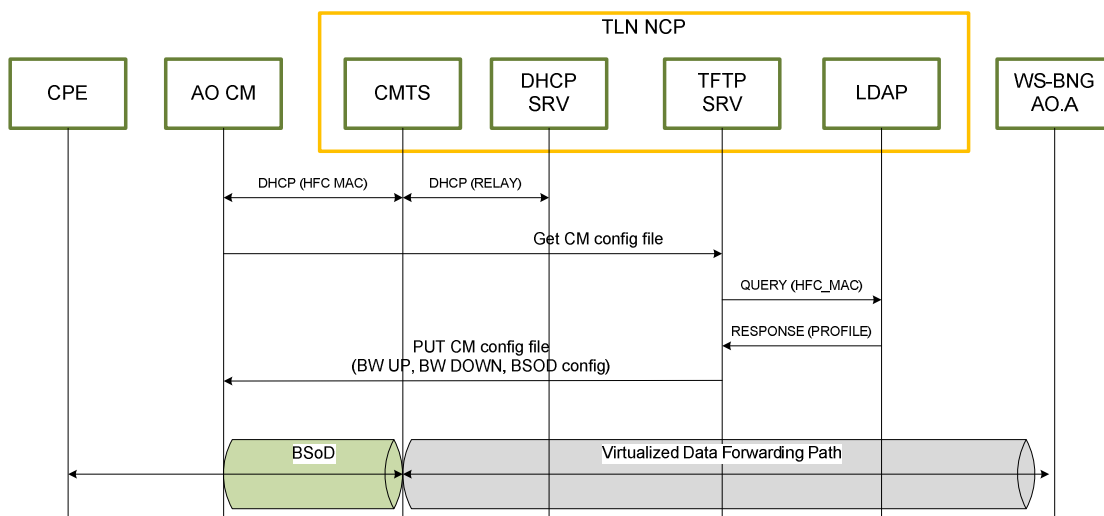 TLN NCP
CPE
AO CM
CMTS
DHCP
SRV
TFTP
SRV
LDAP
WS-BNG
AO.A
DHCP (HFC MAC)
DHCP (RELAY)
Get CM config file
QUERY (HFC_MAC)
RESPONSE (PROFILE)
PUT CM config file
(BW UP, BW DOWN, BSOD config)
BSoD
Virtualized Data Forwarding Path